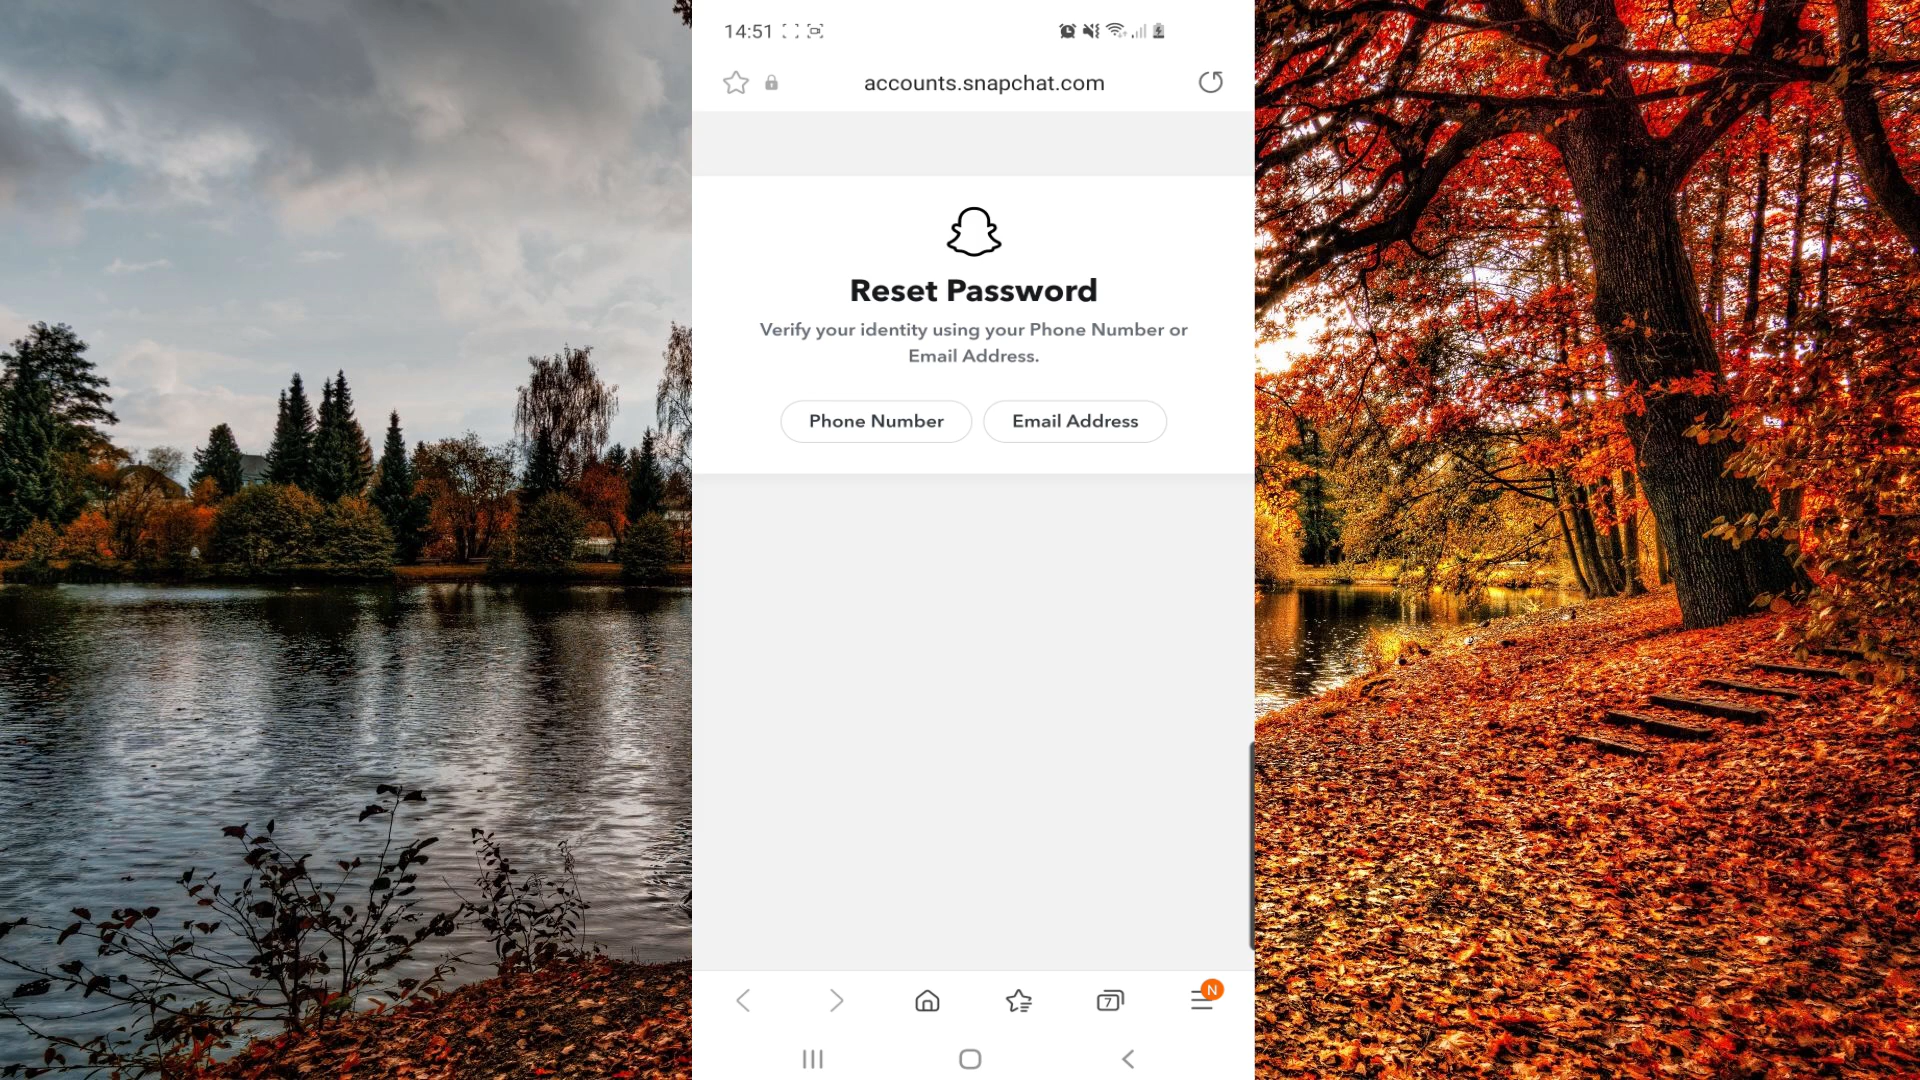 14:51
accounts.snapchat.com
Reset Password
Verify your identity using your Phone Number or
Email Address.
Phone Number Email Address
7
N